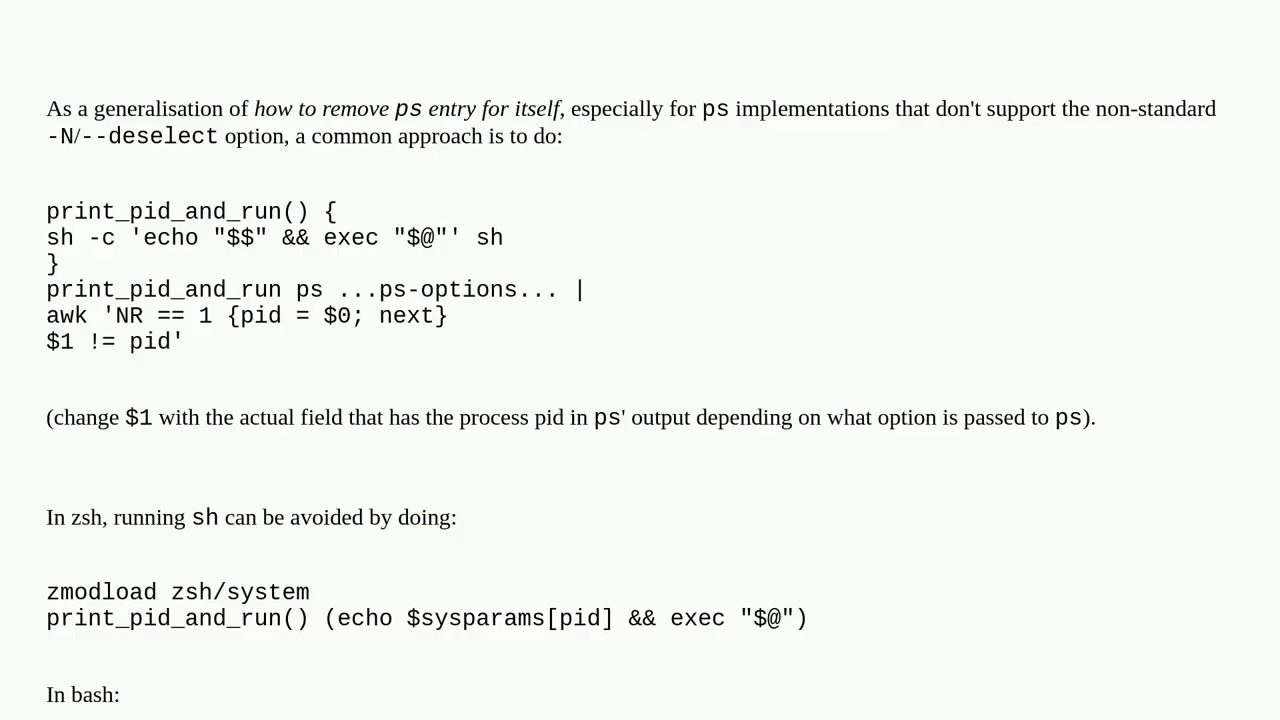 As a generalisation of how to remove ps entry for itself, especially for ps implementations that don't support the non-standard
-N/--deselect option, a common approach is to do:
print_pid_and_run() {
sh -c 'echo "$$" && exec "$@"' sh
}
print_pid_and_run ps ...ps-options... |
awk 'NR == 1 {pid = $0; next}
$1 != pid'
(change $1 with the actual field that has the process pid in ps' output depending on what option is passed to ps).
In zsh, running sh can be avoided by doing:
zmodload zsh/system
print_pid_and_run() (echo $sysparams[pid] && exec "$@")
In bash: